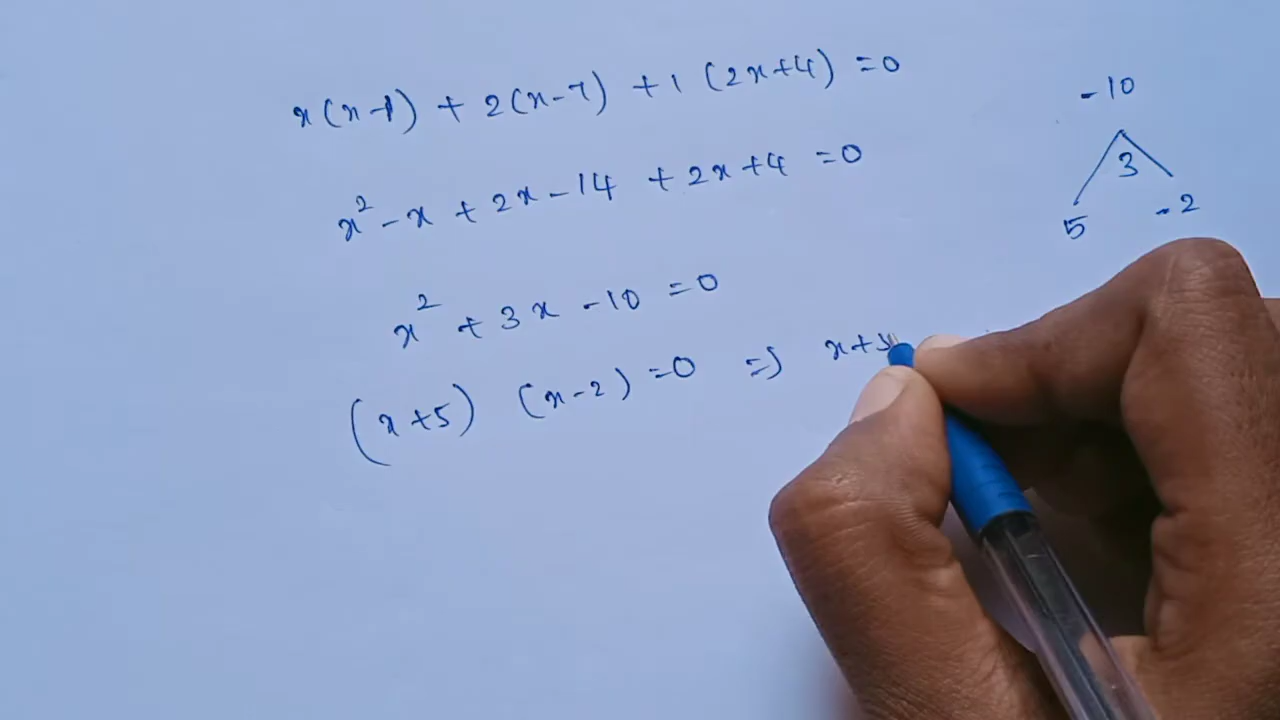 x(x-1) + 2(x-7) + 1 (2x+4) =0
x² - x + 2x - 14 + 2x + 4 =0
x² + 3x - 10 =0
(x+5) (x-2) =0 ⇒ x+5
-10
3
5 -2